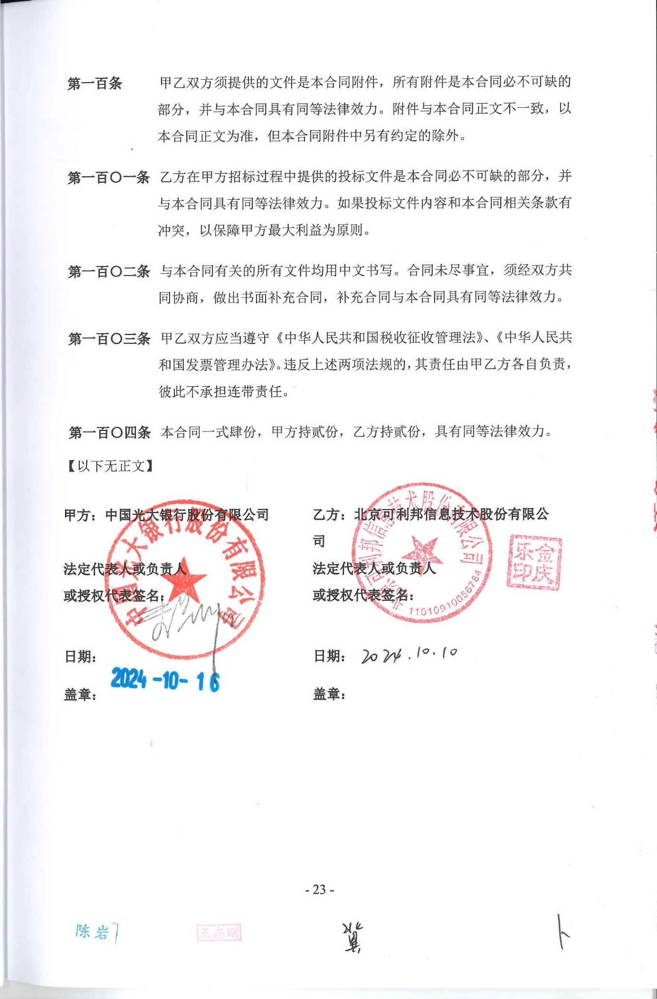 第一百条 甲乙双方须提供的文件是本合同附件，所有附件是本合同必不可缺的
部分，并与本合同具有同等法律效力。附件与本合同正文不一致，以
本合同正文为准，但本合同附件中另有约定的除外。
第一百〇一条 乙方在甲方招标过程中提供的投标文件是本合同必不可缺的部分，并
与本合同具有同等法律效力。如果投标文件内容和本合同相关条款有
冲突，以保障甲方最大利益为原则。
第一百〇二条 与本合同有关的所有文件均用中文书写。合同未尽事宜，须经双方共
同协商，做出书面补充合同，补充合同与本合同具有同等法律效力。
第一百〇三条 甲乙双方应当遵守《中华人民共和国税收征收管理法》、《中华人民共
和国发票管理办法》。违反上述两项法规的，其责任由甲乙方各自负责，
彼此不承担连带责任。
第一百〇四条 本合同一式肆份，甲方持贰份，乙方持贰份，具有同等法律效力。
【以下无正文】
甲方：中国光大银行股份有限公司
法定代表人或负责人
或授权代表签名：
日期：
2024-10-16
盖章：
中国光大银行股份有限公司
乙方：北京可利邦信息技术股份有限公
司
法定代表人或负责人
或授权代表签名：
日期： 2024.10.10
盖章：
北京可利邦信息技术股份有限公司
1101091005678​4
金庆
乐印
- 23 -
陈岩
王志刚